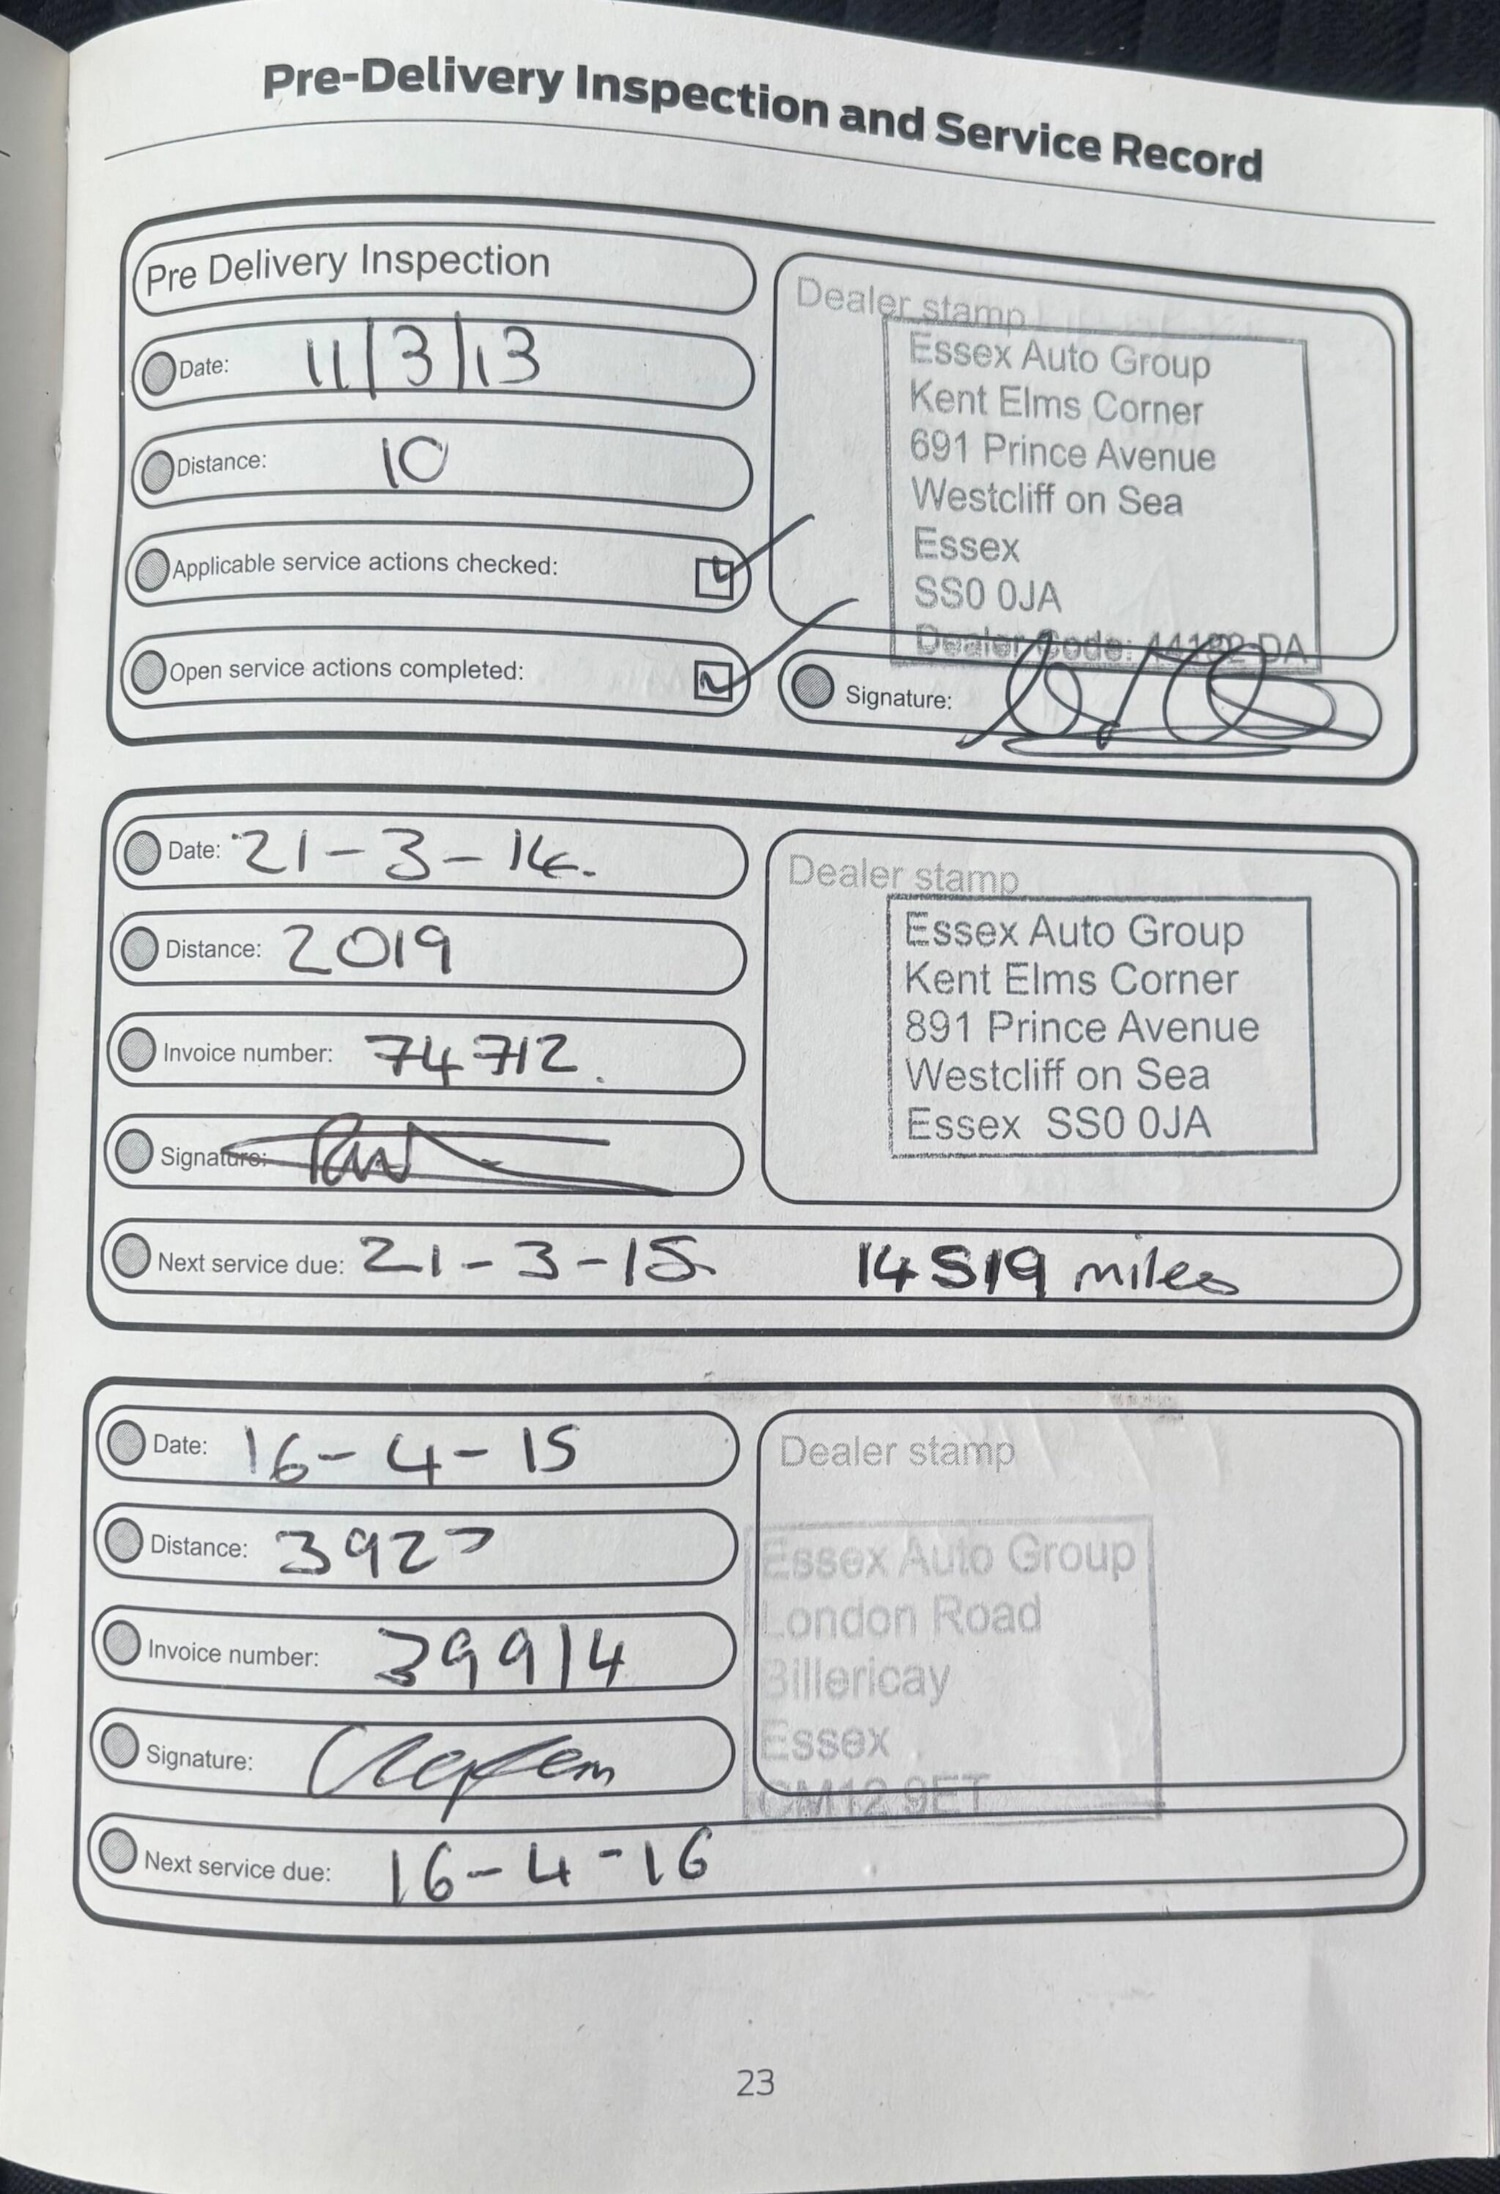 Pre-Delivery Inspection and Service Record
Pre Delivery Inspection
Date: 11/3/13
Distance: 10
Applicable service actions checked:
Open service actions completed:
Dealer stamp
Essex Auto Group
Kent Elms Corner
691 Prince Avenue
Westcliff on Sea
Essex
SS0 0JA
Dealer Code: DA
Signature:
Date: 21-3-14.
Distance: 2019
Invoice number: 74712.
Signature:
Dealer stamp
Essex Auto Group
Kent Elms Corner
891 Prince Avenue
Westcliff on Sea
Essex SS0 0JA
Next service due: 21-3-15. 14519 miles
Date: 16-4-15
Distance: 3927
Invoice number: 39914
Signature:
Dealer stamp
Essex Auto Group
London Road
Billericay
Essex
CM12 9ET
Next service due: 16-4-16
23